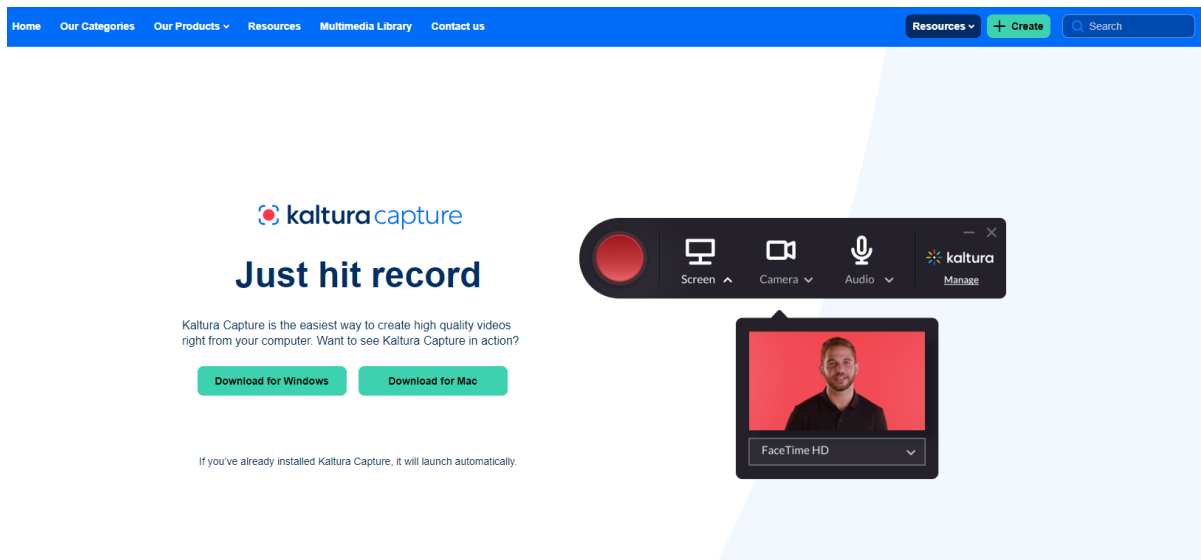 Home Our Categories Our Products Resources Multimedia Library Contact us Resources + Create Search
kaltura capture
Just hit record
Kaltura Capture is the easiest way to create high quality videos
right from your computer. Want to see Kaltura Capture in action?
Download for Windows Download for Mac
If you've already installed Kaltura Capture, it will launch automatically.
Screen Camera Audio
kaltura
Manage
FaceTime HD